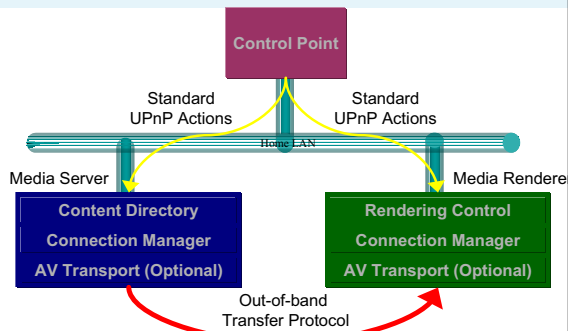 Control Point
Standard
UPnP Actions
Standard
UPnP Actions
Home LAN
Media Server
Media Rendere
Content Directory
Connection Manager
AV Transport (Optional)
Rendering Control
Connection Manager
AV Transport (Optional)
Out-of-band
Transfer Protocol